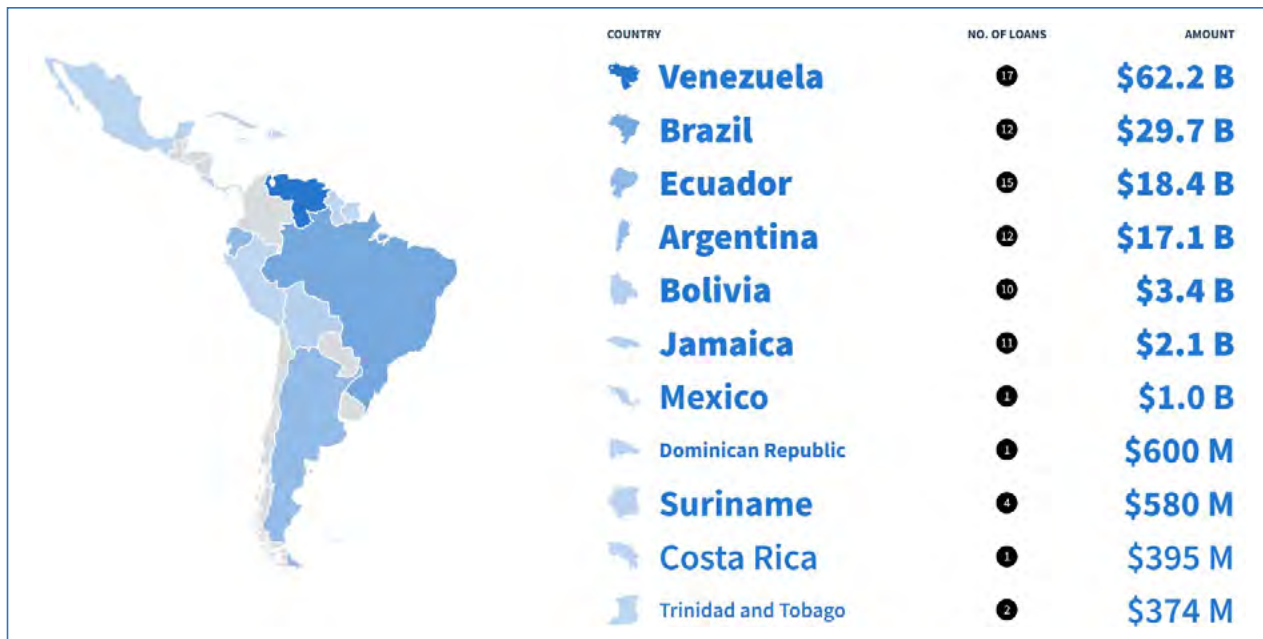 COUNTRY NO. OF LOANS AMOUNT
Venezuela 17 $62.2 B
Brazil 12 $29.7 B
Ecuador 15 $18.4 B
Argentina 12 $17.1 B
Bolivia 10 $3.4 B
Jamaica 11 $2.1 B
Mexico 1 $1.0 B
Dominican Republic 1 $600 M
Suriname 4 $580 M
Costa Rica 1 $395 M
Trinidad and Tobago 2 $374 M